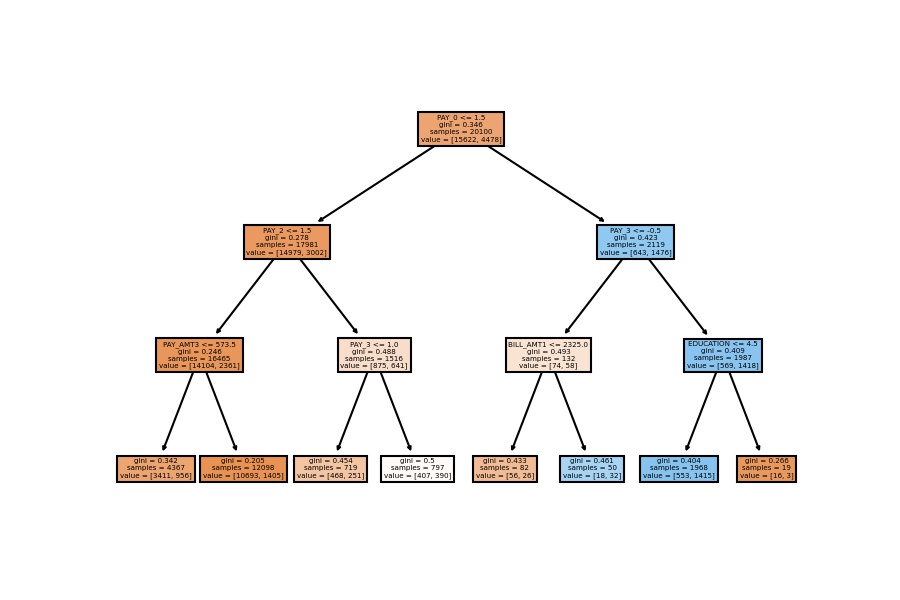 PAY_0 <= 1.5
gini = 0.346
samples = 20100
value = [15622, 4478]
PAY_2 <= 1.5
gini = 0.278
samples = 17981
value = [14979, 3002]
PAY_3 <= -0.5
gini = 0.423
samples = 2119
value = [643, 1476]
PAY_AMT3 <= 573.5
gini = 0.246
samples = 16465
value = [14104, 2361]
PAY_3 <= 1.0
gini = 0.488
samples = 1516
value = [875, 641]
BILL_AMT1 <= 2325.0
gini = 0.493
samples = 132
value = [74, 58]
EDUCATION <= 4.5
gini = 0.409
samples = 1987
value = [569, 1418]
gini = 0.342
samples = 4367
value = [3411, 956]
gini = 0.205
samples = 12098
value = [10693, 1405]
gini = 0.454
samples = 719
value = [468, 251]
gini = 0.5
samples = 797
value = [407, 390]
gini = 0.433
samples = 82
value = [56, 26]
gini = 0.461
samples = 50
value = [18, 32]
gini = 0.404
samples = 1968
value = [553, 1415]
gini = 0.266
samples = 19
value = [16, 3]